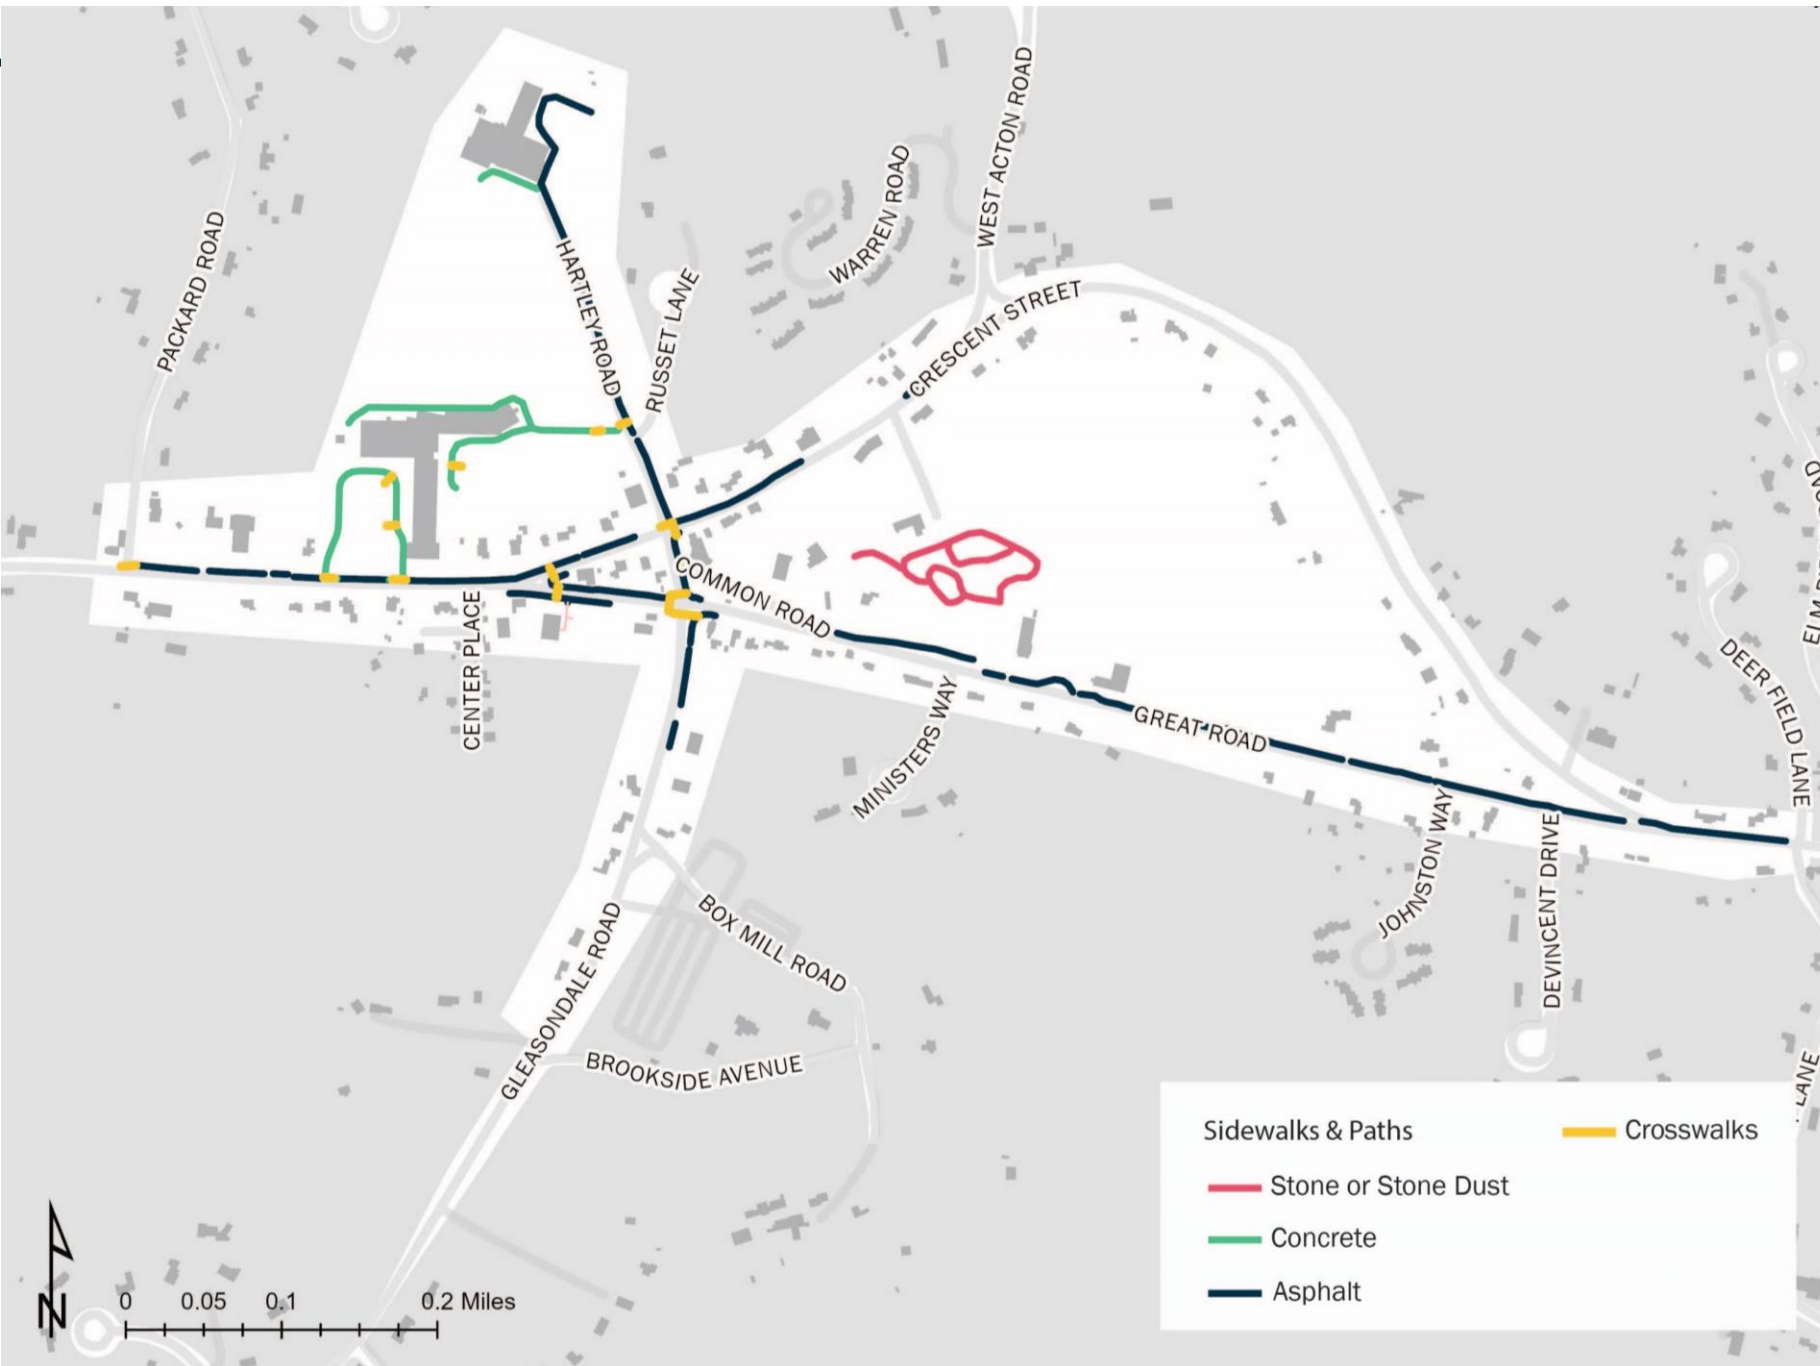 WEST ACTON ROAD
WARREN ROAD
PACKARD ROAD
HARTLEY ROAD
RUSSET LANE
CRESCENT STREET
COMMON ROAD
CENTER PLACE
MINISTERS WAY
GREAT ROAD
DEER FIELD LANE
JOHNSTON WAY
DEVINCENT DRIVE
BOX MILL ROAD
GLEASONDALE ROAD
BROOKSIDE AVENUE
LANE
Sidewalks & Paths
Crosswalks
Stone or Stone Dust
Concrete
Asphalt
N
0 0.05 0.1 0.2 Miles